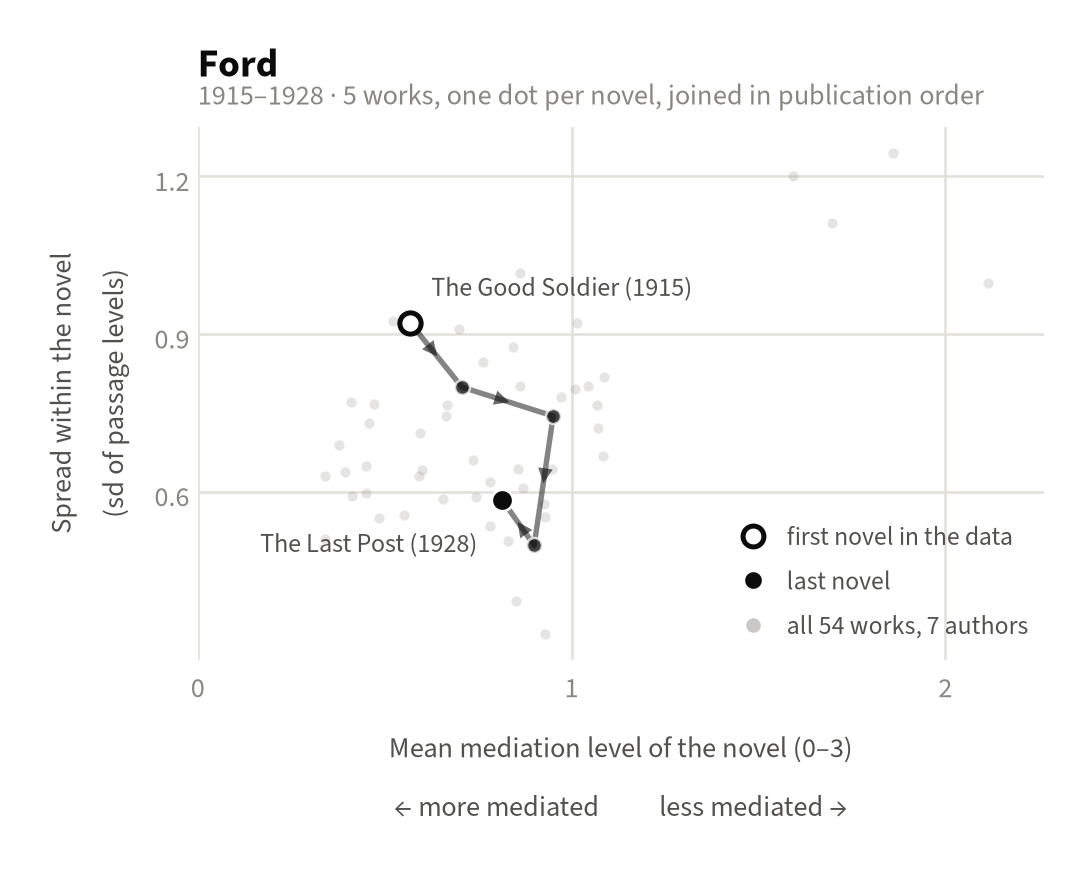 Ford
1915–1928 · 5 works, one dot per novel, joined in publication order
1.2
0.9
0.6
Spread within the novel
(sd of passage levels)
The Good Soldier (1915)
The Last Post (1928)
first novel in the data
last novel
all 54 works, 7 authors
0
1
2
Mean mediation level of the novel (0–3)
← more mediated
less mediated →